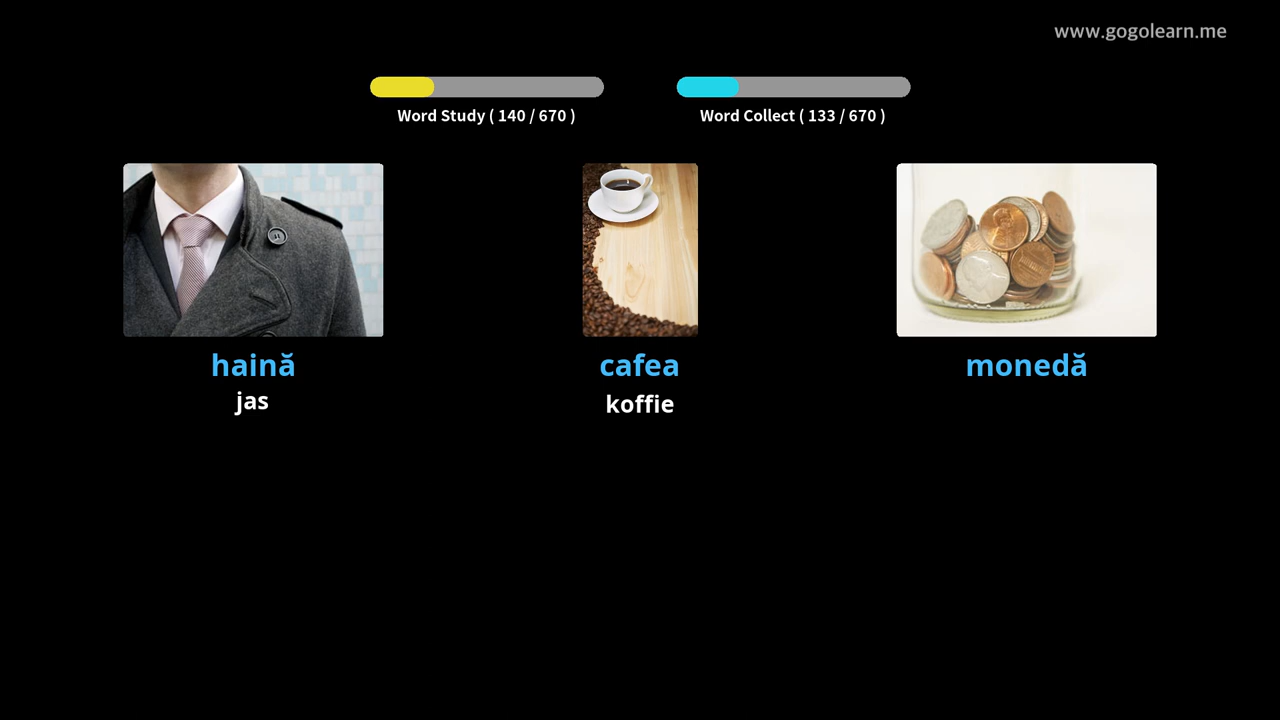 www.gogolearn.me
Word Study ( 140 / 670 )
Word Collect ( 133 / 670 )
haină
cafea
monedă
jas
koffie